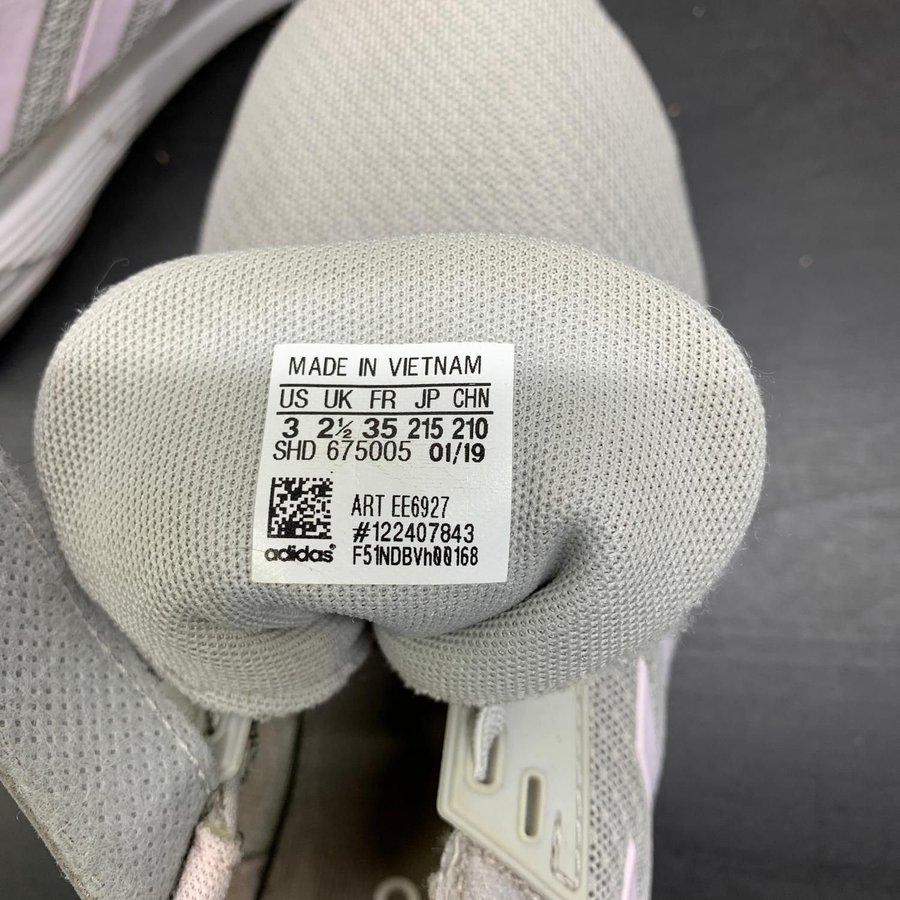 MADE IN VIETNAM
US UK FR JP CHN
3 2½ 35 215 210
SHD 675005 01/19
ART EE6927
#122407843
adidas F51NDBVh00168